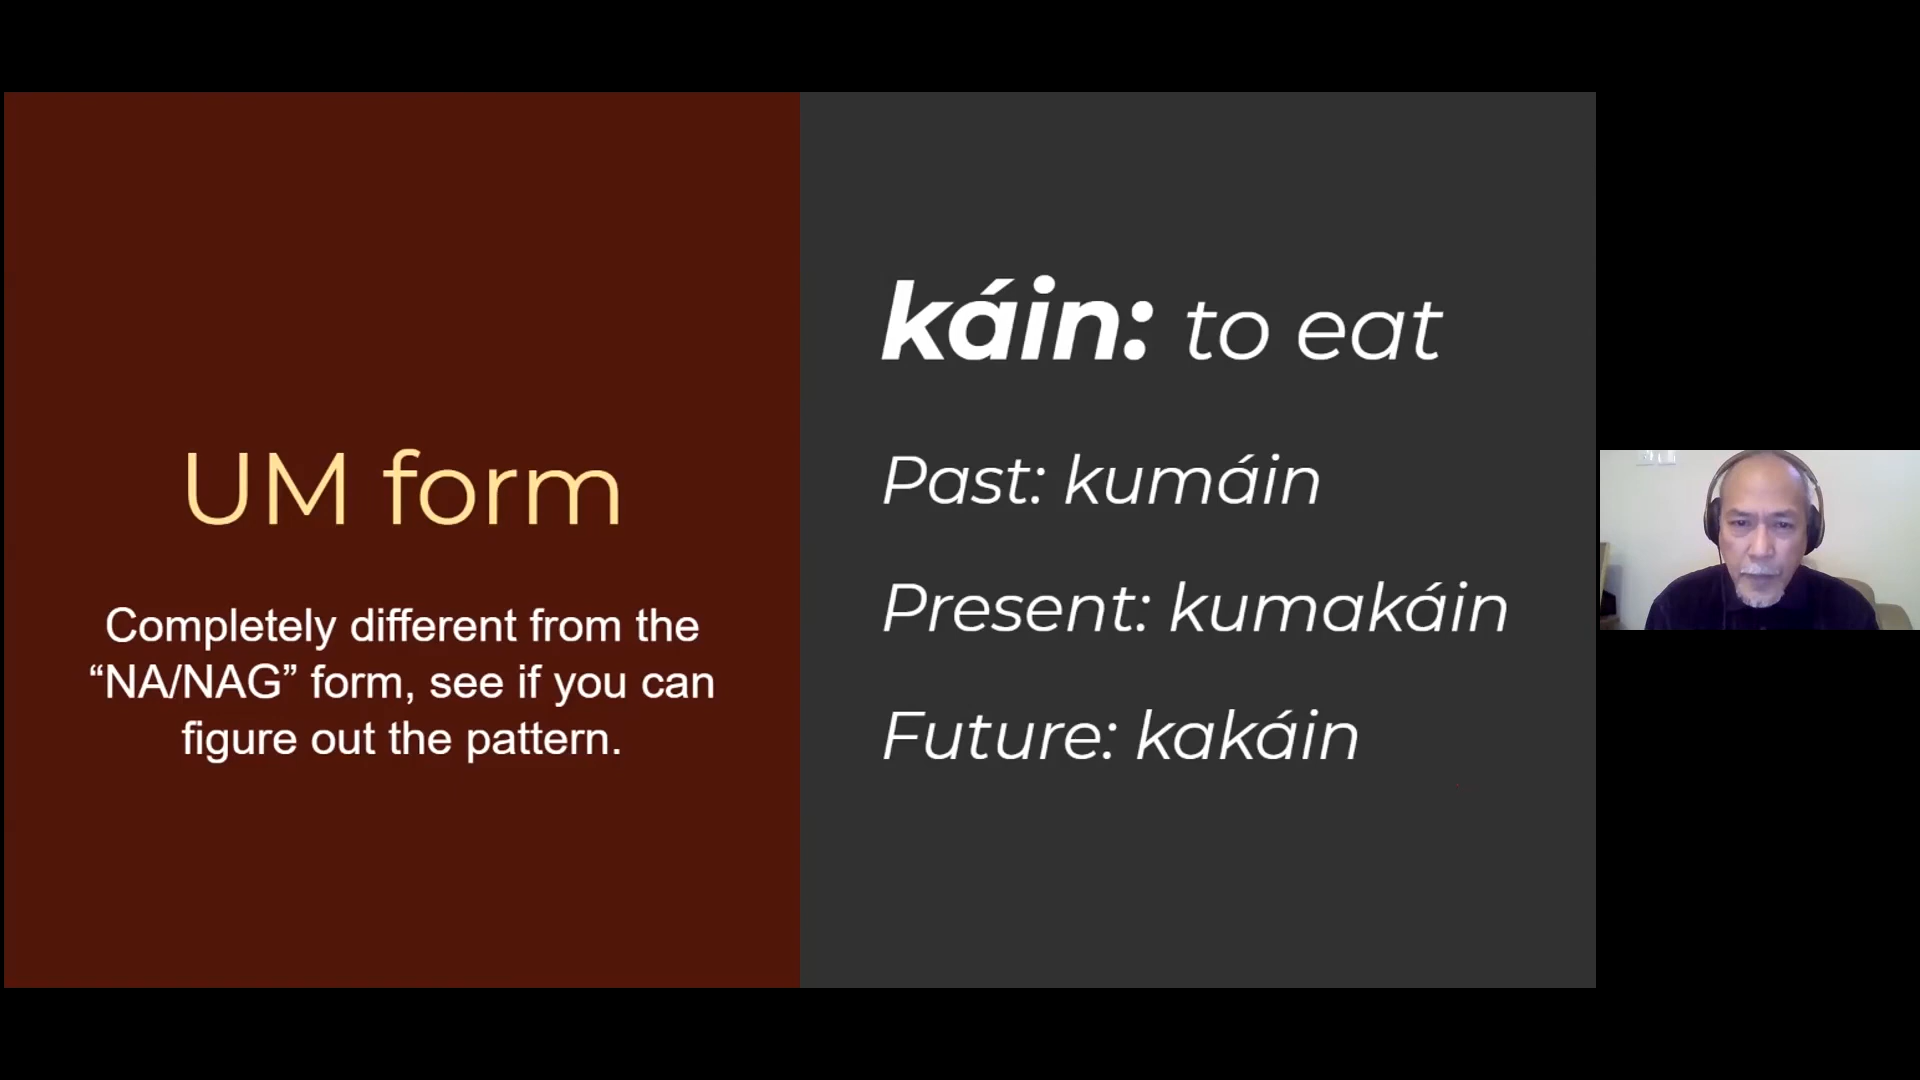 UM form
Completely different from the
“NA/NAG” form, see if you can
figure out the pattern.
káin: to eat
Past: kumáin
Present: kumakáin
Future: kakáin